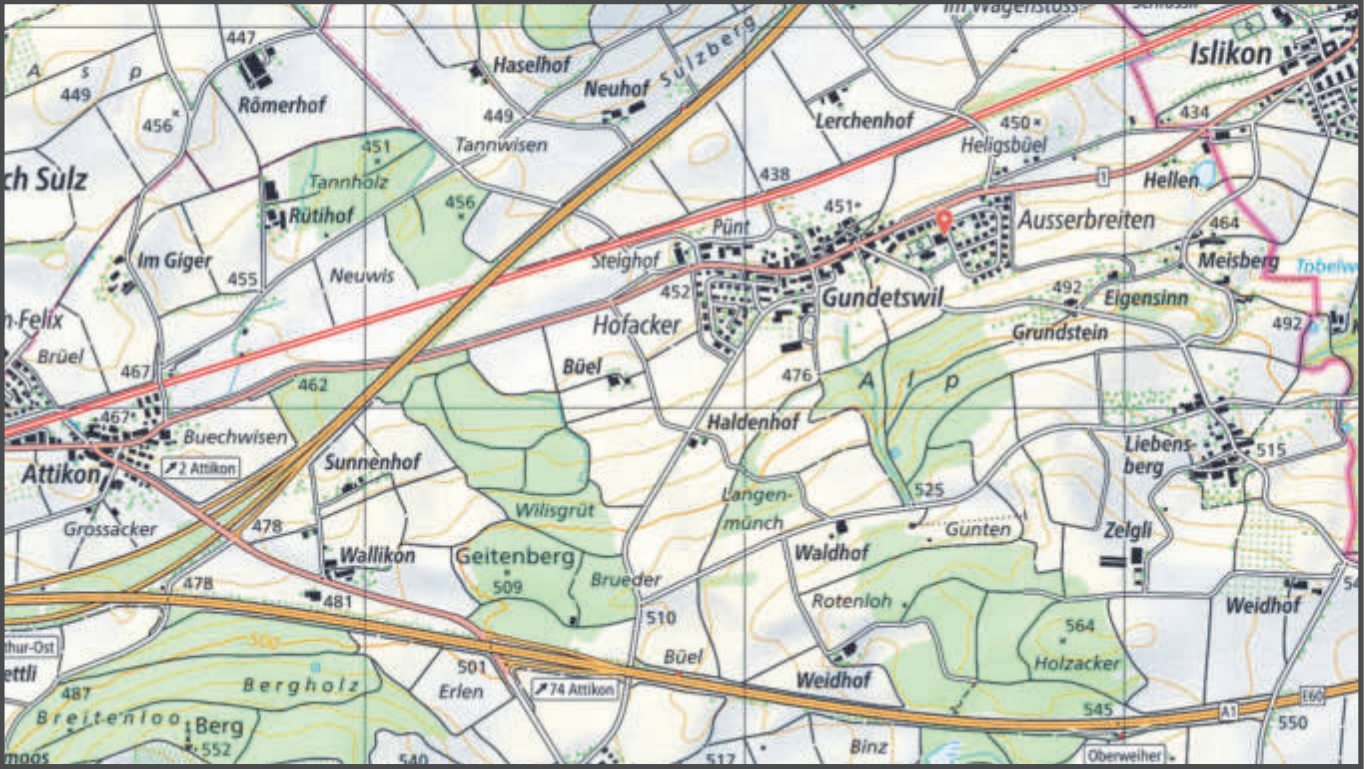 Im Wagenstoss
447
Haselhof
Sulzberg
Islikon
A s p
449
Römerhof
Neuhof
456
449
Lerchenhof
450
434
451
Tannwisen
Heligsbüel
ch Sulz
Tannholz
438
1
Hellen
Rütihof
456
451
Pünt
Ausserbreiten
464
Im Giger
455
Neuwis
Steighof
Meisberg
452
Gundetswil
492
Eigensinn
n-Felix
Hofacker
Grundstein
492
Brüel
467
462
Büel
476
A l p
467
Buechwisen
Haldenhof
Liebens-
berg
515
Attikon
2 Attikon
Sunnenhof
Langen-
münch
525
Grossacker
478
Wilisgrüt
Gunten
Zelgli
Wallikon
Geitenberg
509
Waldhof
Brueder
478
481
Rotenloh
Weidhof
510
564
500
Holzacker
thur-Ost
501
Büel
ettli
Bergholz
Erlen
74 Attikon
Weidhof
487
545
A1
E60
Breitenloo
Berg
552
550
Binz
Oberweiher
moos
540
517